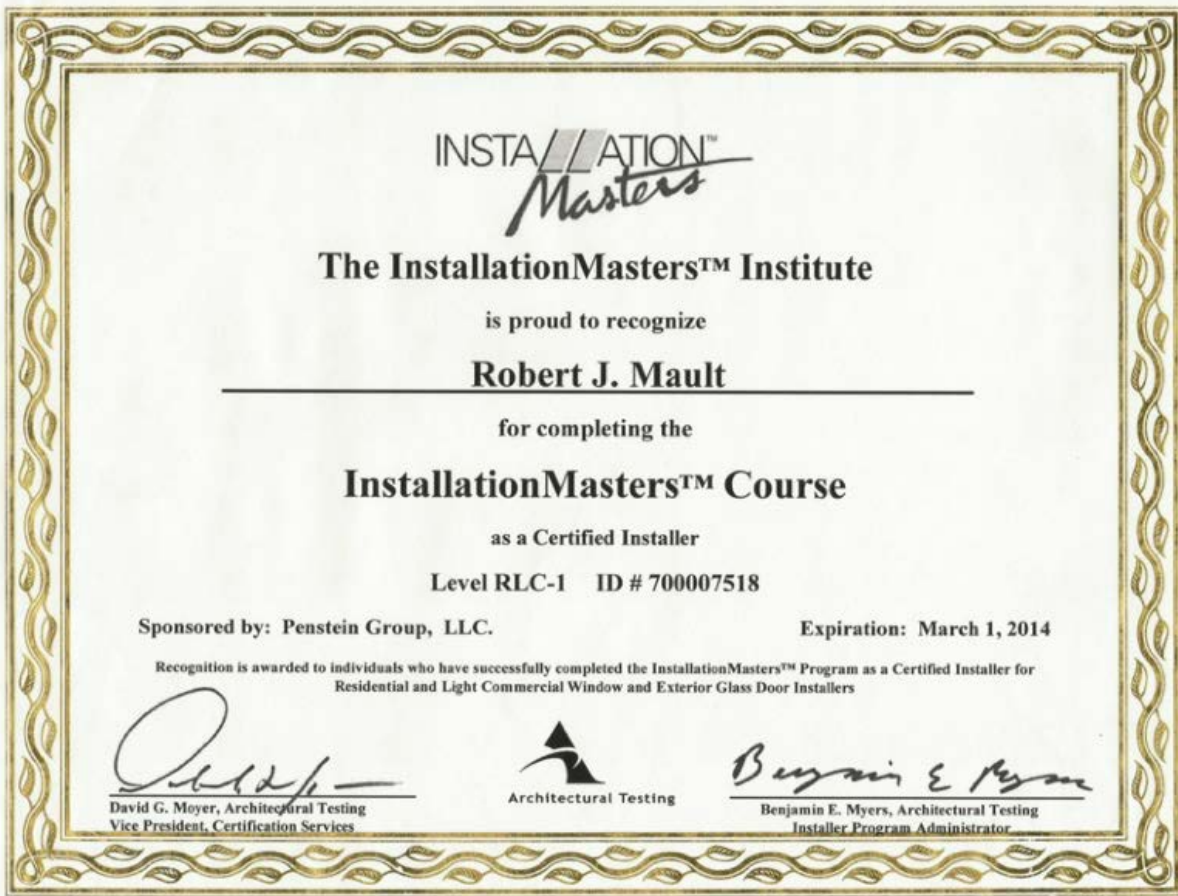 INSTALLATION™
Masters
The InstallationMasters™ Institute
is proud to recognize
Robert J. Mault
for completing the
InstallationMasters™ Course
as a Certified Installer
Level RLC-1 ID # 700007518
Sponsored by: Penstein Group, LLC.
Expiration: March 1, 2014
Recognition is awarded to individuals who have successfully completed the InstallationMasters™ Program as a Certified Installer for
Residential and Light Commercial Window and Exterior Glass Door Installers
David G. Moyer, Architectural Testing
Vice President, Certification Services
Architectural Testing
Benjamin E. Myers, Architectural Testing
Installer Program Administrator